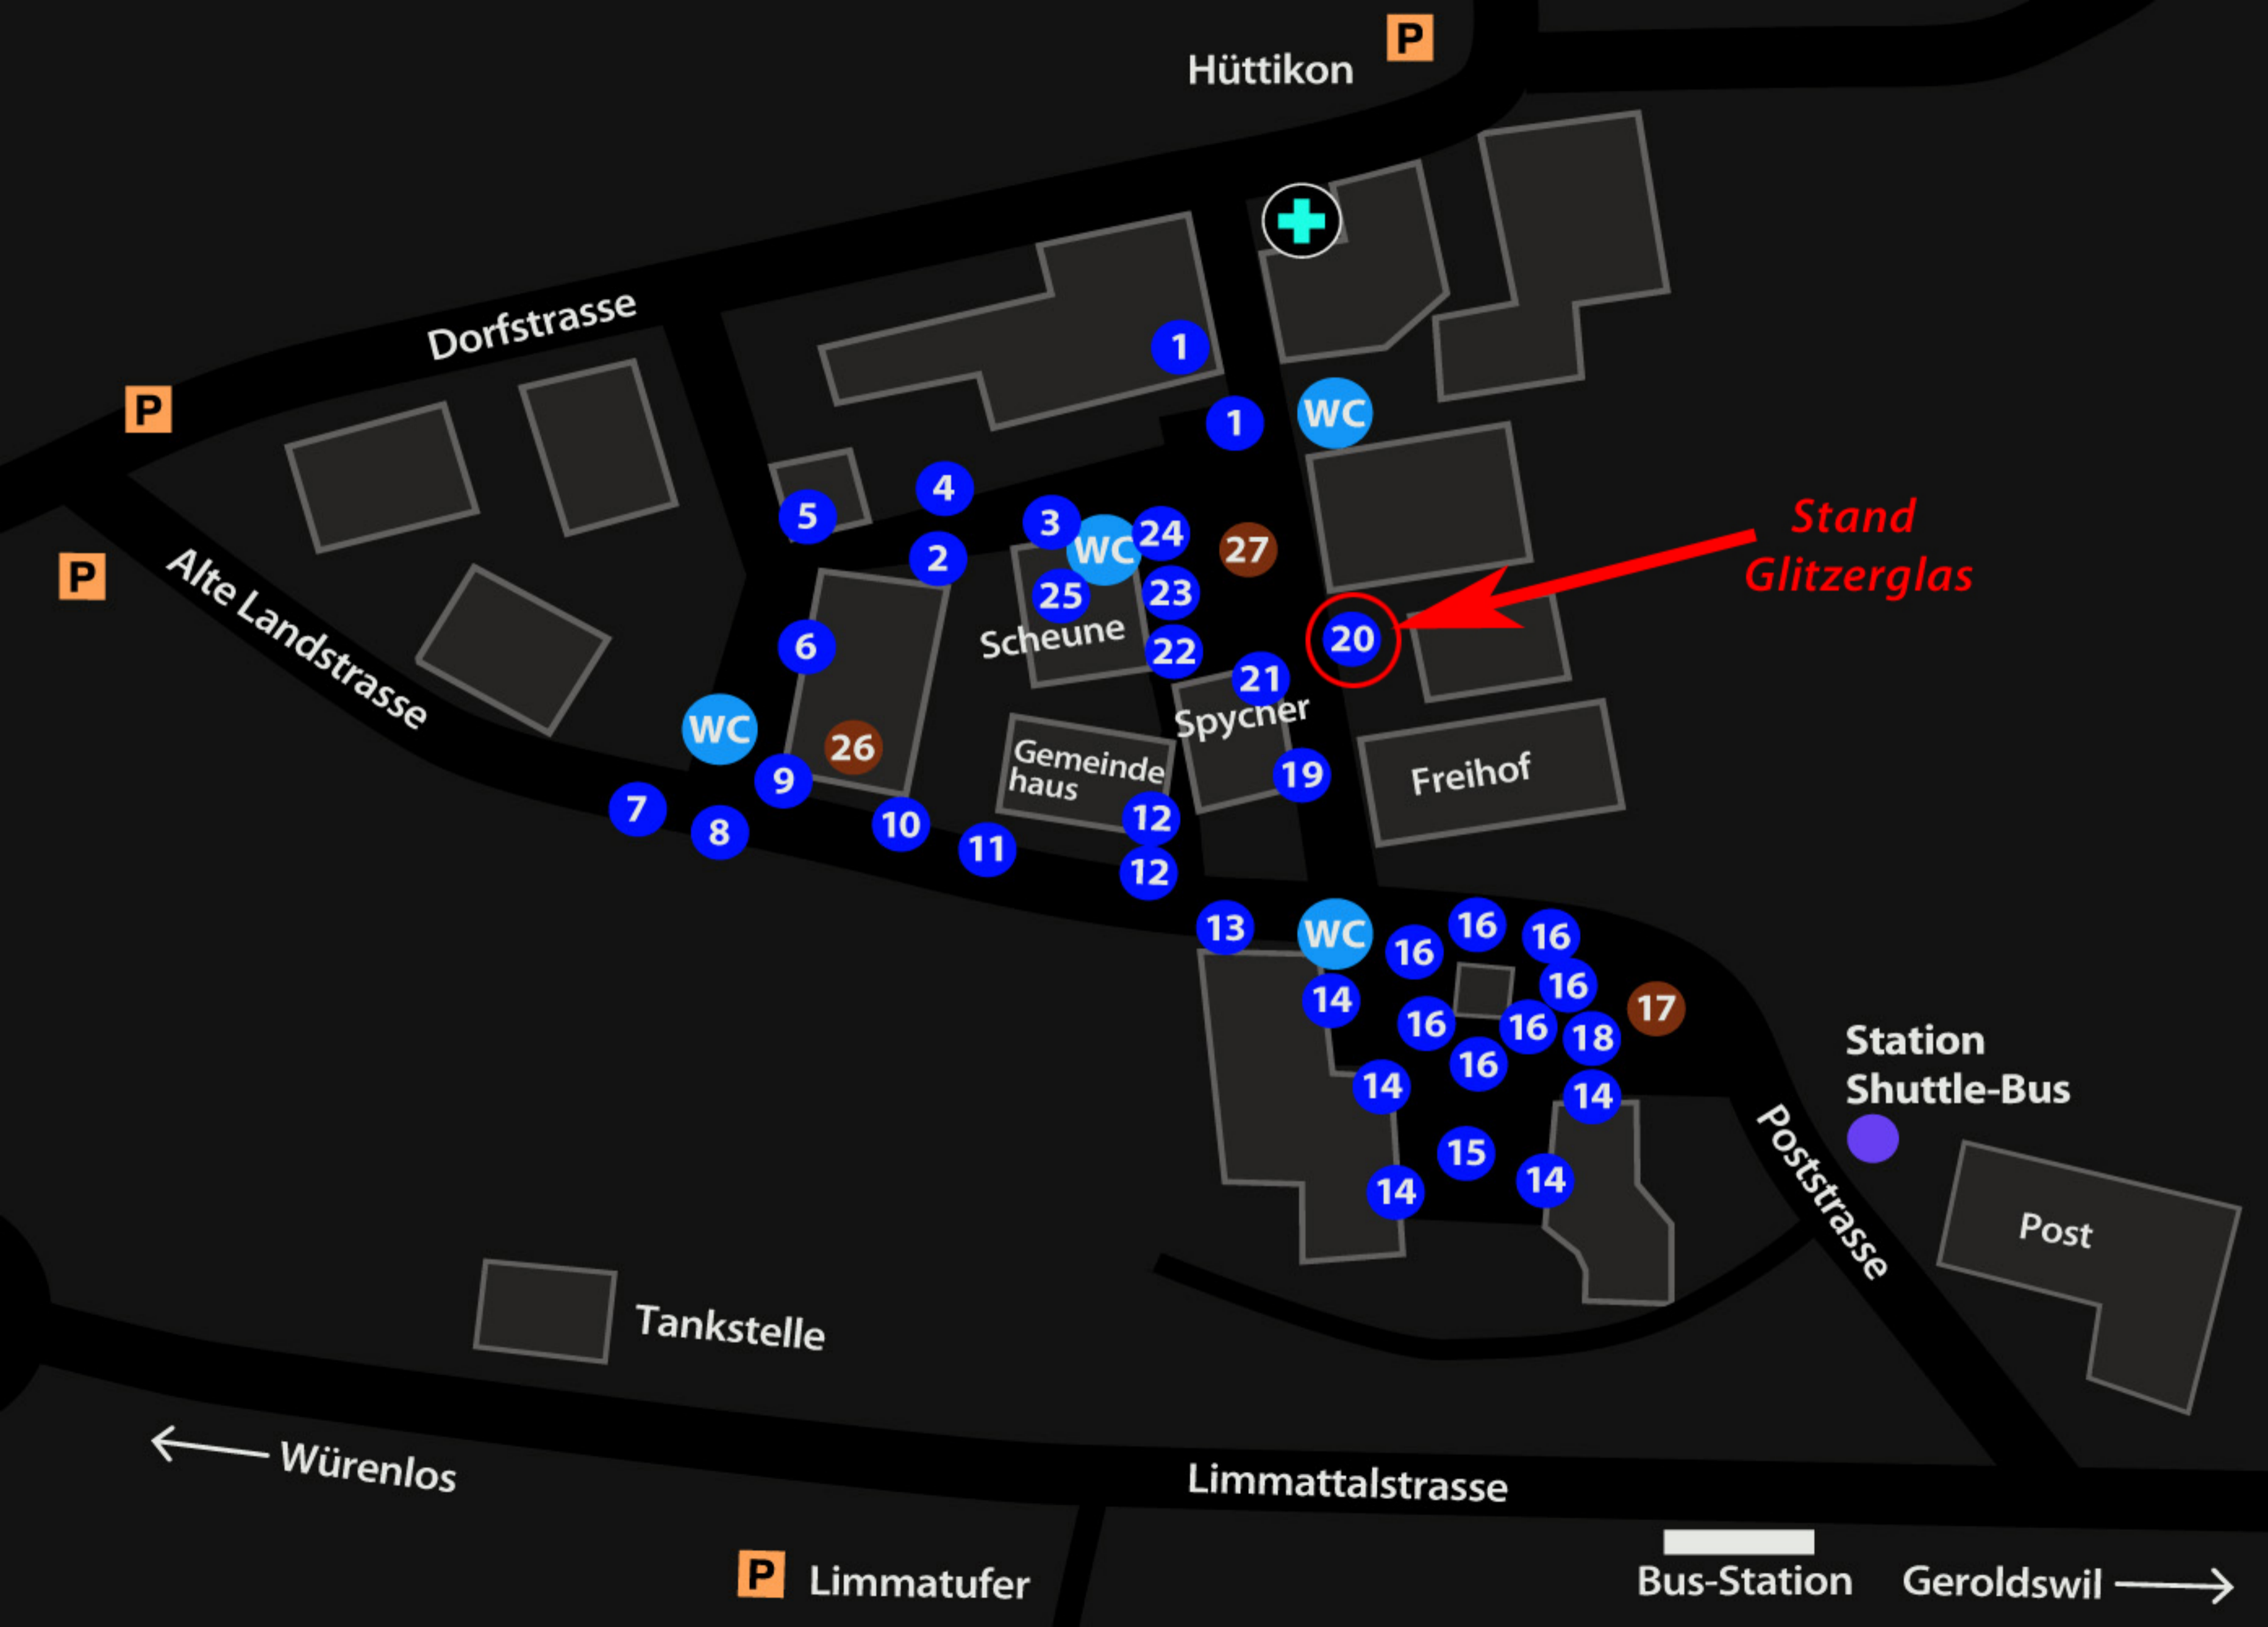 P
Hüttikon
Dorfstrasse
P
P
Alte Landstrasse
1
1
WC
4
5
3
2
WC
24
27
25
23
Scheune
22
6
20
21
Spycher
Stand
Glitzerglas
WC
26
Gemeinde
haus
19
Freihof
9
7
8
10
11
12
12
13
WC
16
16
16
16
14
16
16
18
17
16
14
14
15
14
14
Station
Shuttle-Bus
Poststrasse
Post
Tankstelle
Würenlos
Limmattalstrasse
P Limmatufer
Bus-Station
Geroldswil